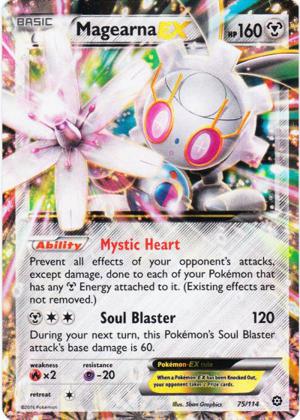 BASIC
Magearna EX HP 160
Ability Mystic Heart
Prevent all effects of your opponent's attacks,
except damage, done to each of your Pokémon that
has any Energy attached to it. (Existing effects are
not removed.)
Soul Blaster 120
During your next turn, this Pokémon's Soul Blaster
attack's base damage is 60.
weakness resistance
×2 -20
retreat
Pokémon-EX rule
When a Pokémon-EX has been Knocked Out,
your opponent takes 2 Prize cards.
Illus. 5ban Graphics 75/114
©2016 Pokémon